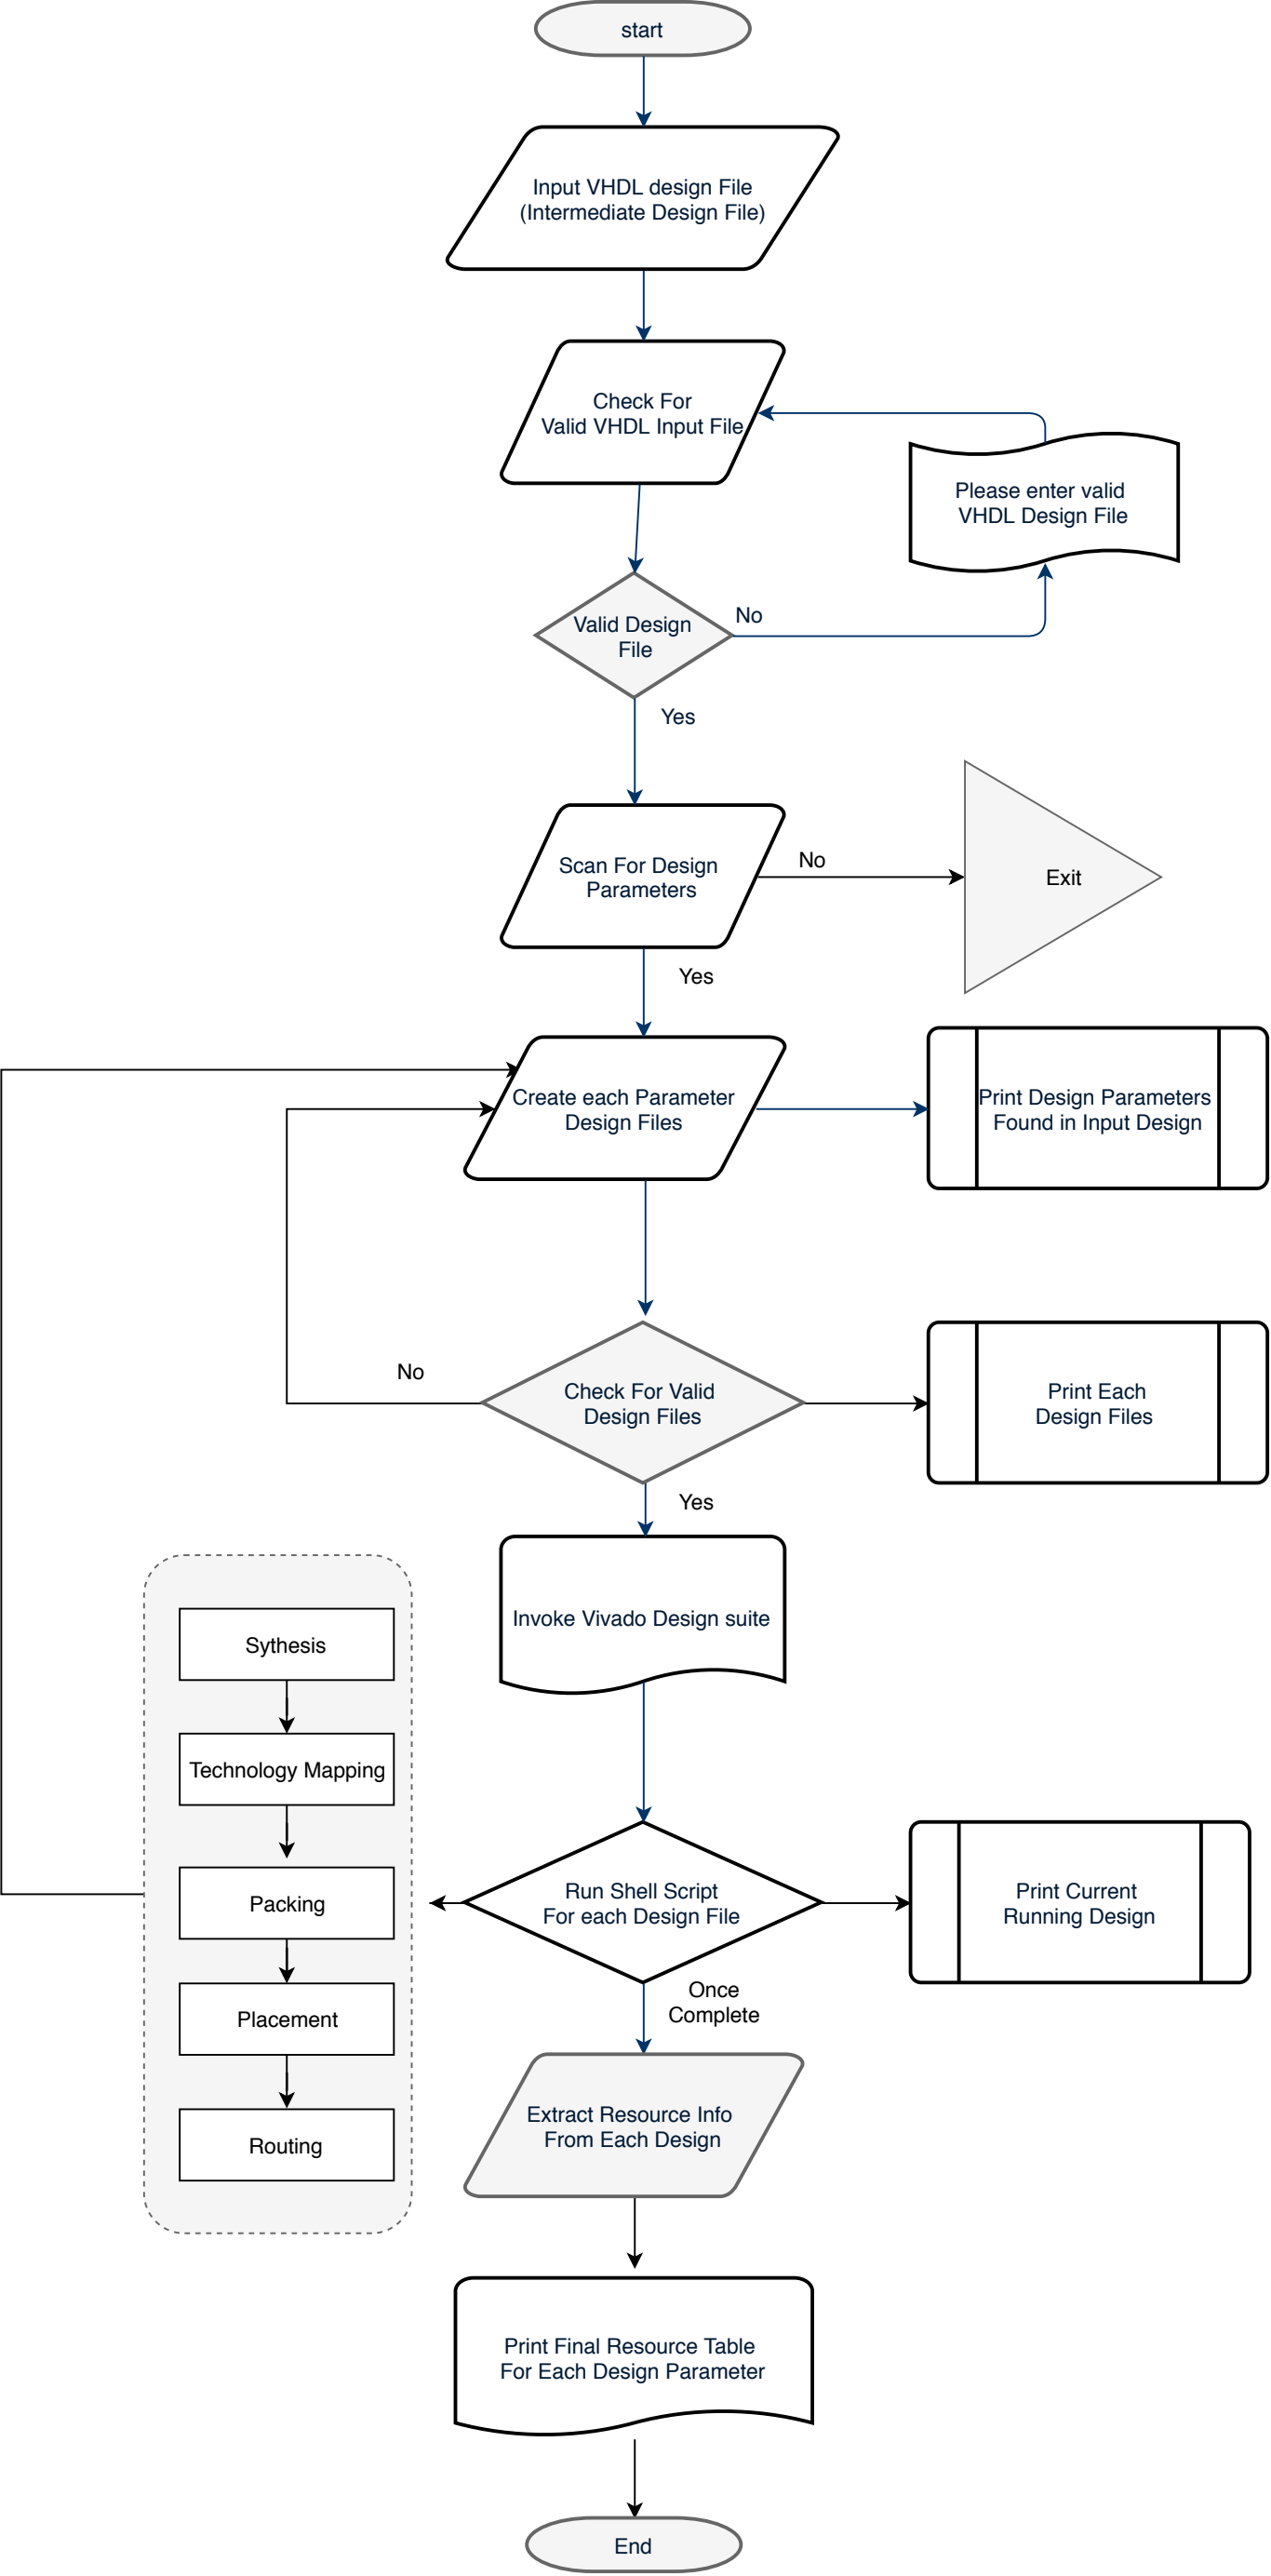 start
Input VHDL design File
(Intermediate Design File)
Check For
Valid VHDL Input File
Please enter valid
VHDL Design File
Valid Design
File
No
Yes
Scan For Design
Parameters
No
Exit
Yes
Create each Parameter
Design Files
Print Design Parameters
Found in Input Design
No
Check For Valid
Design Files
Print Each
Design Files
Yes
Invoke Vivado Design suite
Sythesis
Technology Mapping
Packing
Placement
Routing
Run Shell Script
For each Design File
Print Current
Running Design
Once
Complete
Extract Resource Info
From Each Design
Print Final Resource Table
For Each Design Parameter
End